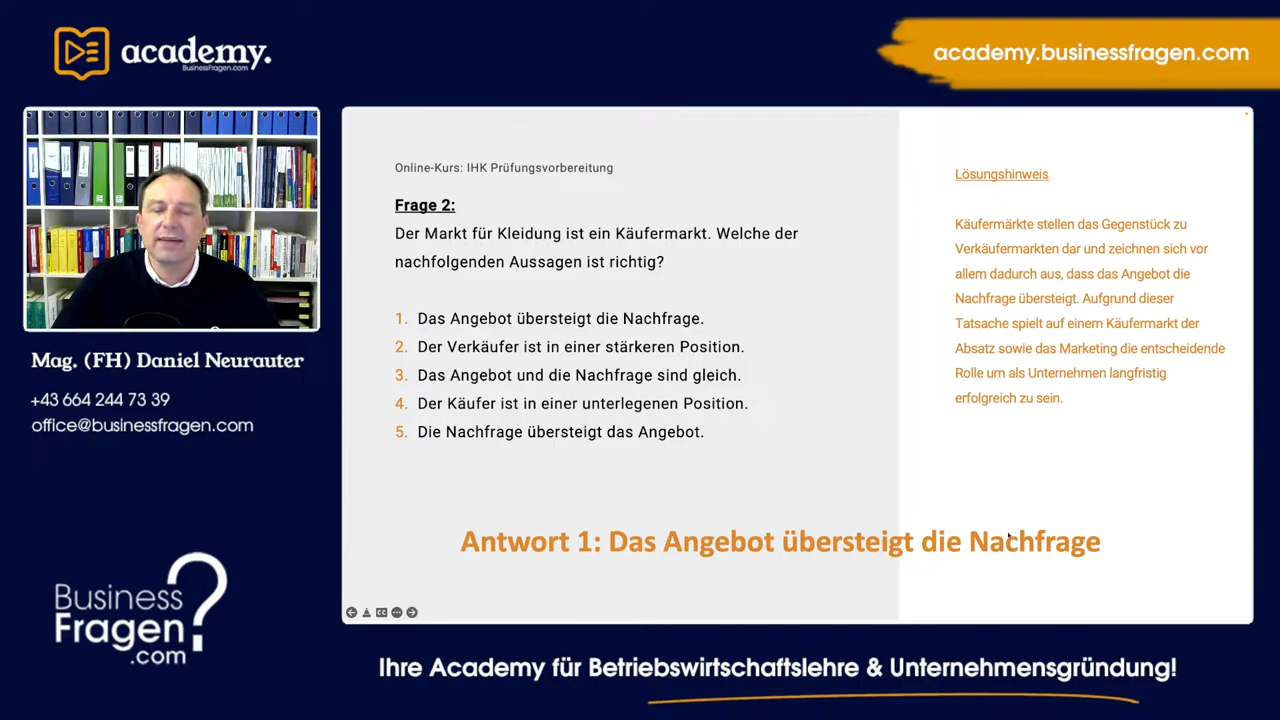 academy.
BusinessFragen.com
academy.businessfragen.com
Mag. (FH) Daniel Neurauter
+43 664 244 73 39
office@businessfragen.com
Business
Fragen
.com
?
Online-Kurs: IHK Prüfungsvorbereitung
Frage 2:
Der Markt für Kleidung ist ein Käufermarkt. Welche der
nachfolgenden Aussagen ist richtig?
1. Das Angebot übersteigt die Nachfrage.
2. Der Verkäufer ist in einer stärkeren Position.
3. Das Angebot und die Nachfrage sind gleich.
4. Der Käufer ist in einer unterlegenen Position.
5. Die Nachfrage übersteigt das Angebot.
Lösungshinweis
Käufermärkte stellen das Gegenstück zu
Verkäufermarkten dar und zeichnen sich vor
allem dadurch aus, dass das Angebot die
Nachfrage übersteigt. Aufgrund dieser
Tatsache spielt auf einem Käufermarkt der
Absatz sowie das Marketing die entscheidende
Rolle um als Unternehmen langfristig
erfolgreich zu sein.
Antwort 1: Das Angebot übersteigt die Nachfrage
CC
Ihre Academy für Betriebswirtschaftslehre & Unternehmensgründung!